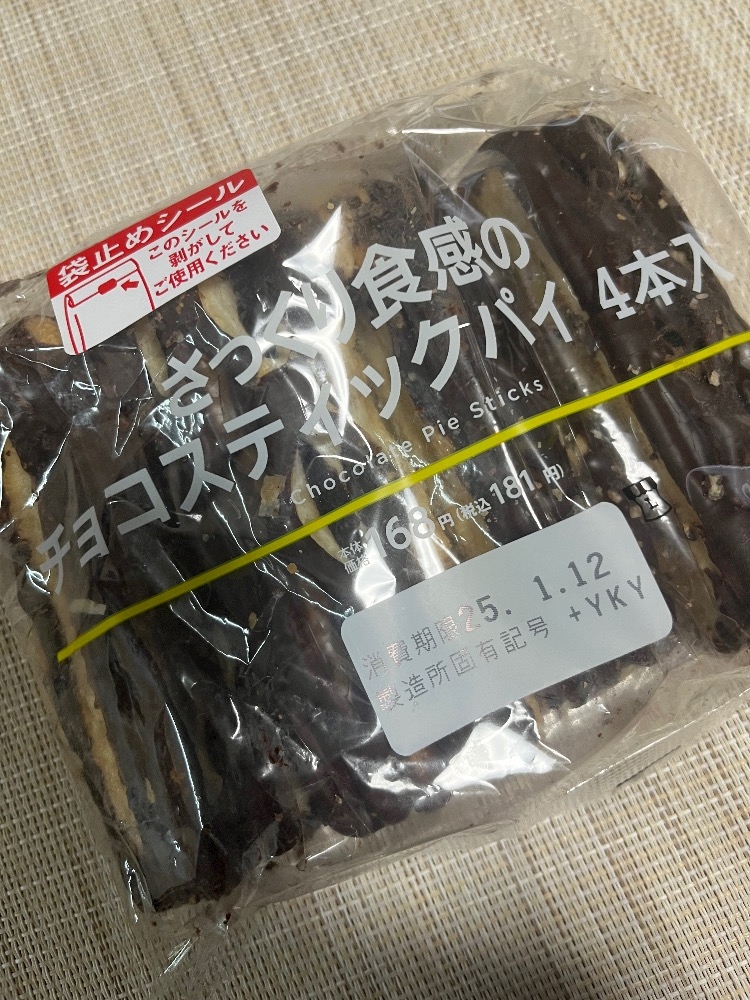 袋止めシール
このシールを
剥がして
ご使用ください
さっくり食感の
チョコスティックパイ 4本入
Chocolate Pie Sticks
本体価格168円(税込181円)
消費期限25. 1.12
製造所固有記号 +YKY